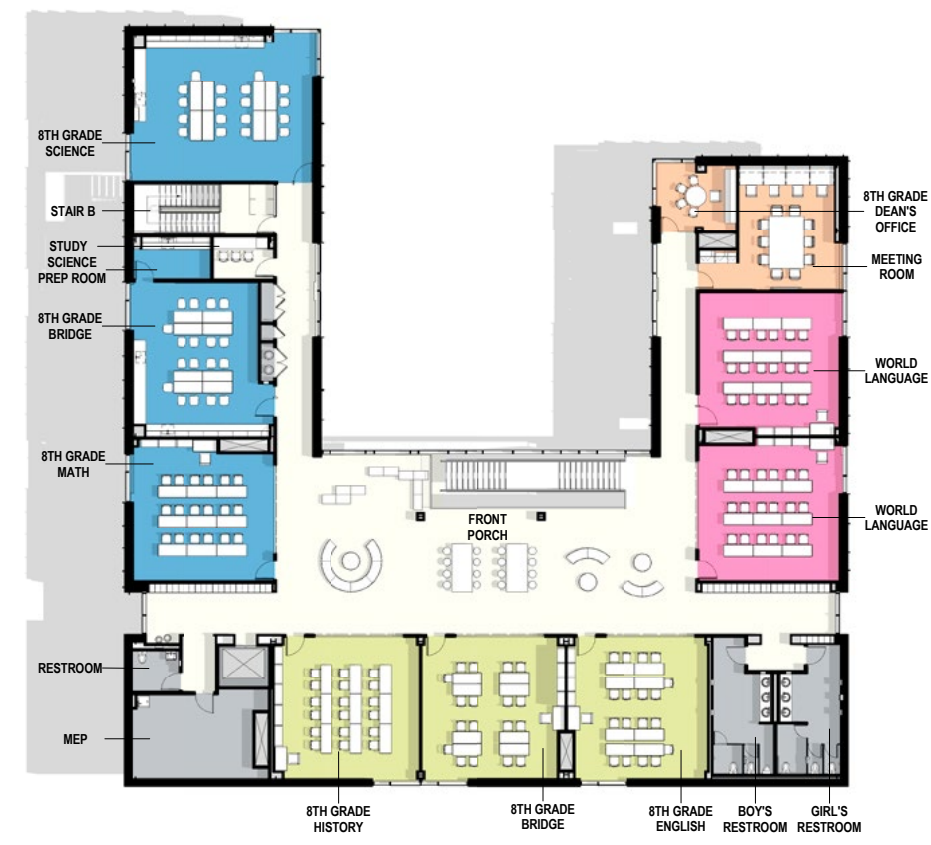 8TH GRADE
SCIENCE
STAIR B
STUDY
SCIENCE
PREP ROOM
8TH GRADE
BRIDGE
8TH GRADE
MATH
8TH GRADE
DEAN'S
OFFICE
MEETING
ROOM
WORLD
LANGUAGE
WORLD
LANGUAGE
FRONT
PORCH
RESTROOM
MEP
8TH GRADE
HISTORY
8TH GRADE
BRIDGE
8TH GRADE
ENGLISH
BOY'S
RESTROOM
GIRL'S
RESTROOM